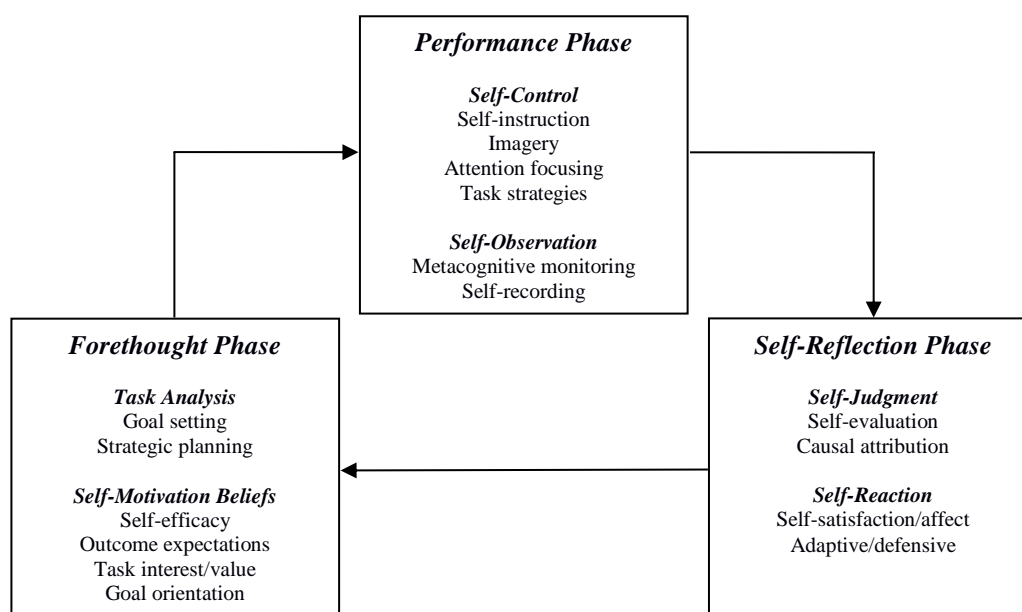 Performance Phase
Self-Control
Self-instruction
Imagery
Attention focusing
Task strategies
Self-Observation
Metacognitive monitoring
Self-recording
Forethought Phase
Task Analysis
Goal setting
Strategic planning
Self-Motivation Beliefs
Self-efficacy
Outcome expectations
Task interest/value
Goal orientation
Self-Reflection Phase
Self-Judgment
Self-evaluation
Causal attribution
Self-Reaction
Self-satisfaction/affect
Adaptive/defensive